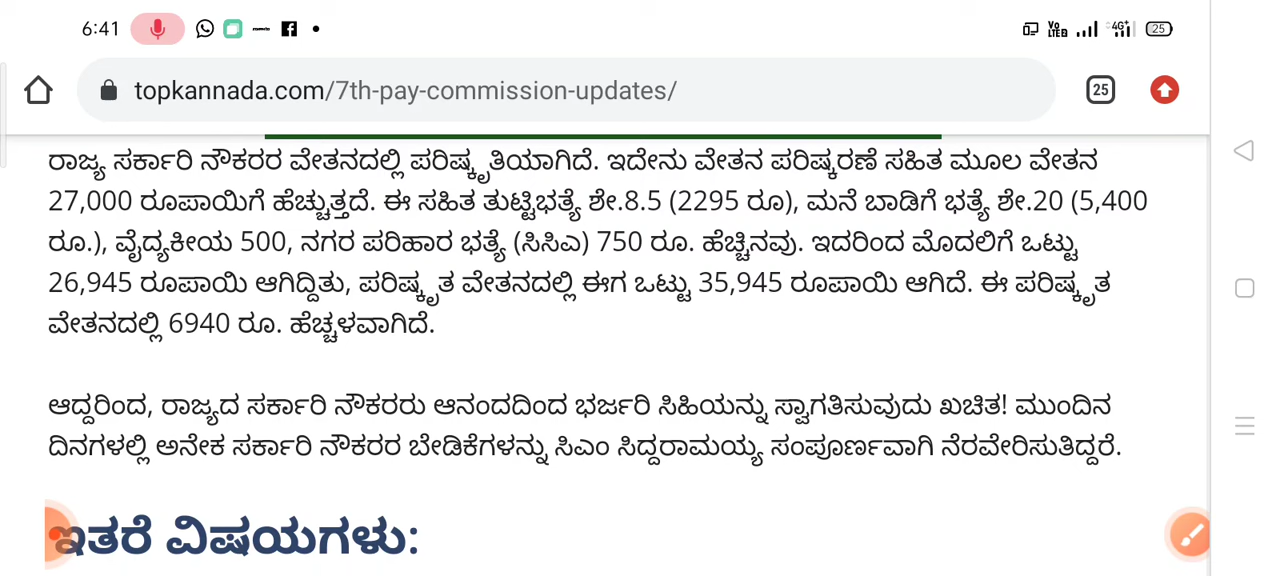 6:41
Vo LTE2 4G+ 25
topkannada.com/7th-pay-commission-updates/ 25
ರಾಜ್ಯ ಸರ್ಕಾರಿ ನೌಕರರ ವೇತನದಲ್ಲಿ ಪರಿಷ್ಕೃತಿಯಾಗಿದೆ. ಇದೇನು ವೇತನ ಪರಿಷ್ಕರಣೆ ಸಹಿತ ಮೂಲ ವೇತನ
27,000 ರೂಪಾಯಿಗೆ ಹೆಚ್ಚುತ್ತದೆ. ಈ ಸಹಿತ ತುಟ್ಟಿಭತ್ಯೆ ಶೇ.8.5 (2295 ರೂ), ಮನೆ ಬಾಡಿಗೆ ಭತ್ಯೆ ಶೇ.20 (5,400
ರೂ.), ವೈದ್ಯಕೀಯ 500, ನಗರ ಪರಿಹಾರ ಭತ್ಯೆ (ಸಿಸಿಎ) 750 ರೂ. ಹೆಚ್ಚಿನವು. ಇದರಿಂದ ಮೊದಲಿಗೆ ಒಟ್ಟು
26,945 ರೂಪಾಯಿ ಆಗಿದ್ದಿತು, ಪರಿಷ್ಕೃತ ವೇತನದಲ್ಲಿ ಈಗ ಒಟ್ಟು 35,945 ರೂಪಾಯಿ ಆಗಿದೆ. ಈ ಪರಿಷ್ಕೃತ
ವೇತನದಲ್ಲಿ 6940 ರೂ. ಹೆಚ್ಚಳವಾಗಿದೆ.
ಆದ್ದರಿಂದ, ರಾಜ್ಯದ ಸರ್ಕಾರಿ ನೌಕರರು ಆನಂದದಿಂದ ಭರ್ಜರಿ ಸಿಹಿಯನ್ನು ಸ್ವಾಗತಿಸುವುದು ಖಚಿತ! ಮುಂದಿನ
ದಿನಗಳಲ್ಲಿ ಅನೇಕ ಸರ್ಕಾರಿ ನೌಕರರ ಬೇಡಿಕೆಗಳನ್ನು ಸಿಎಂ ಸಿದ್ದರಾಮಯ್ಯ ಸಂಪೂರ್ಣವಾಗಿ ನೆರವೇರಿಸುತಿದ್ದರೆ.
ಇತರೆ ವಿಷಯಗಳು: